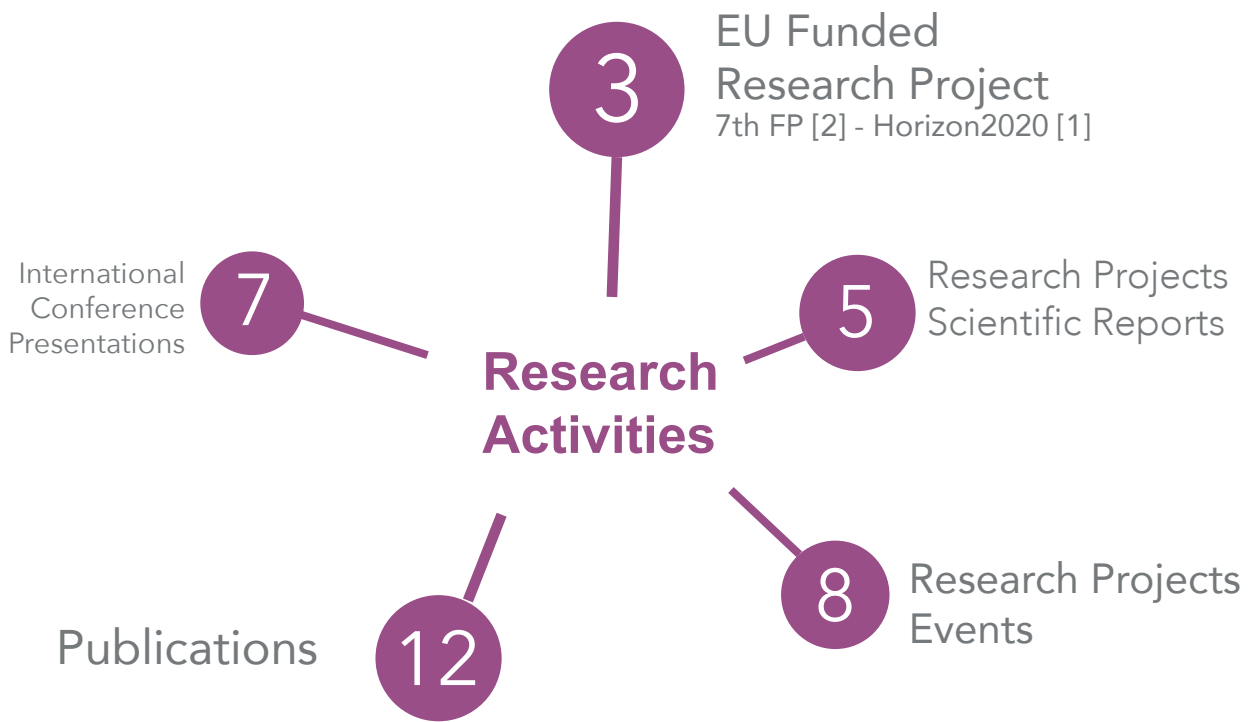 3
EU Funded
Research Project
7th FP [2] - Horizon2020 [1]
International
Conference
Presentations
7
5
Research Projects
Scientific Reports
Research
Activities
8
Research Projects
Events
Publications
12